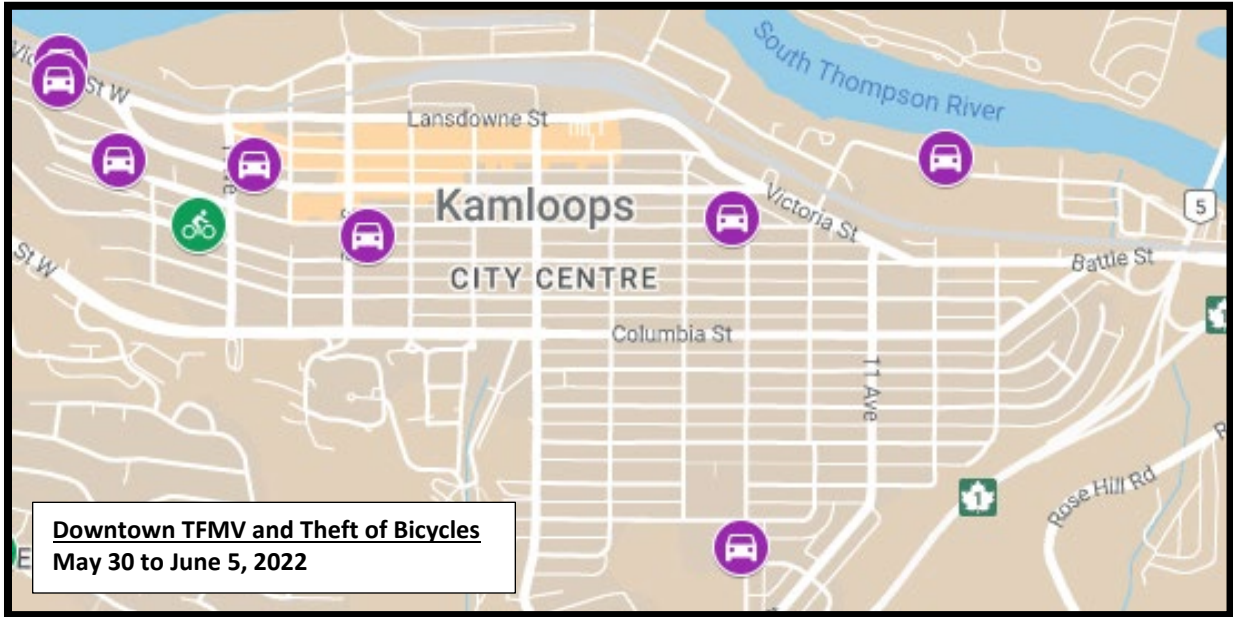 South Thompson River
St W
Lansdowne St
Kamloops
Victoria St
5
CITY CENTRE
Battle St
St W
1
Columbia St
11 Ave
1
Rose Hill Rd
Downtown TFMV and Theft of Bicycles
May 30 to June 5, 2022